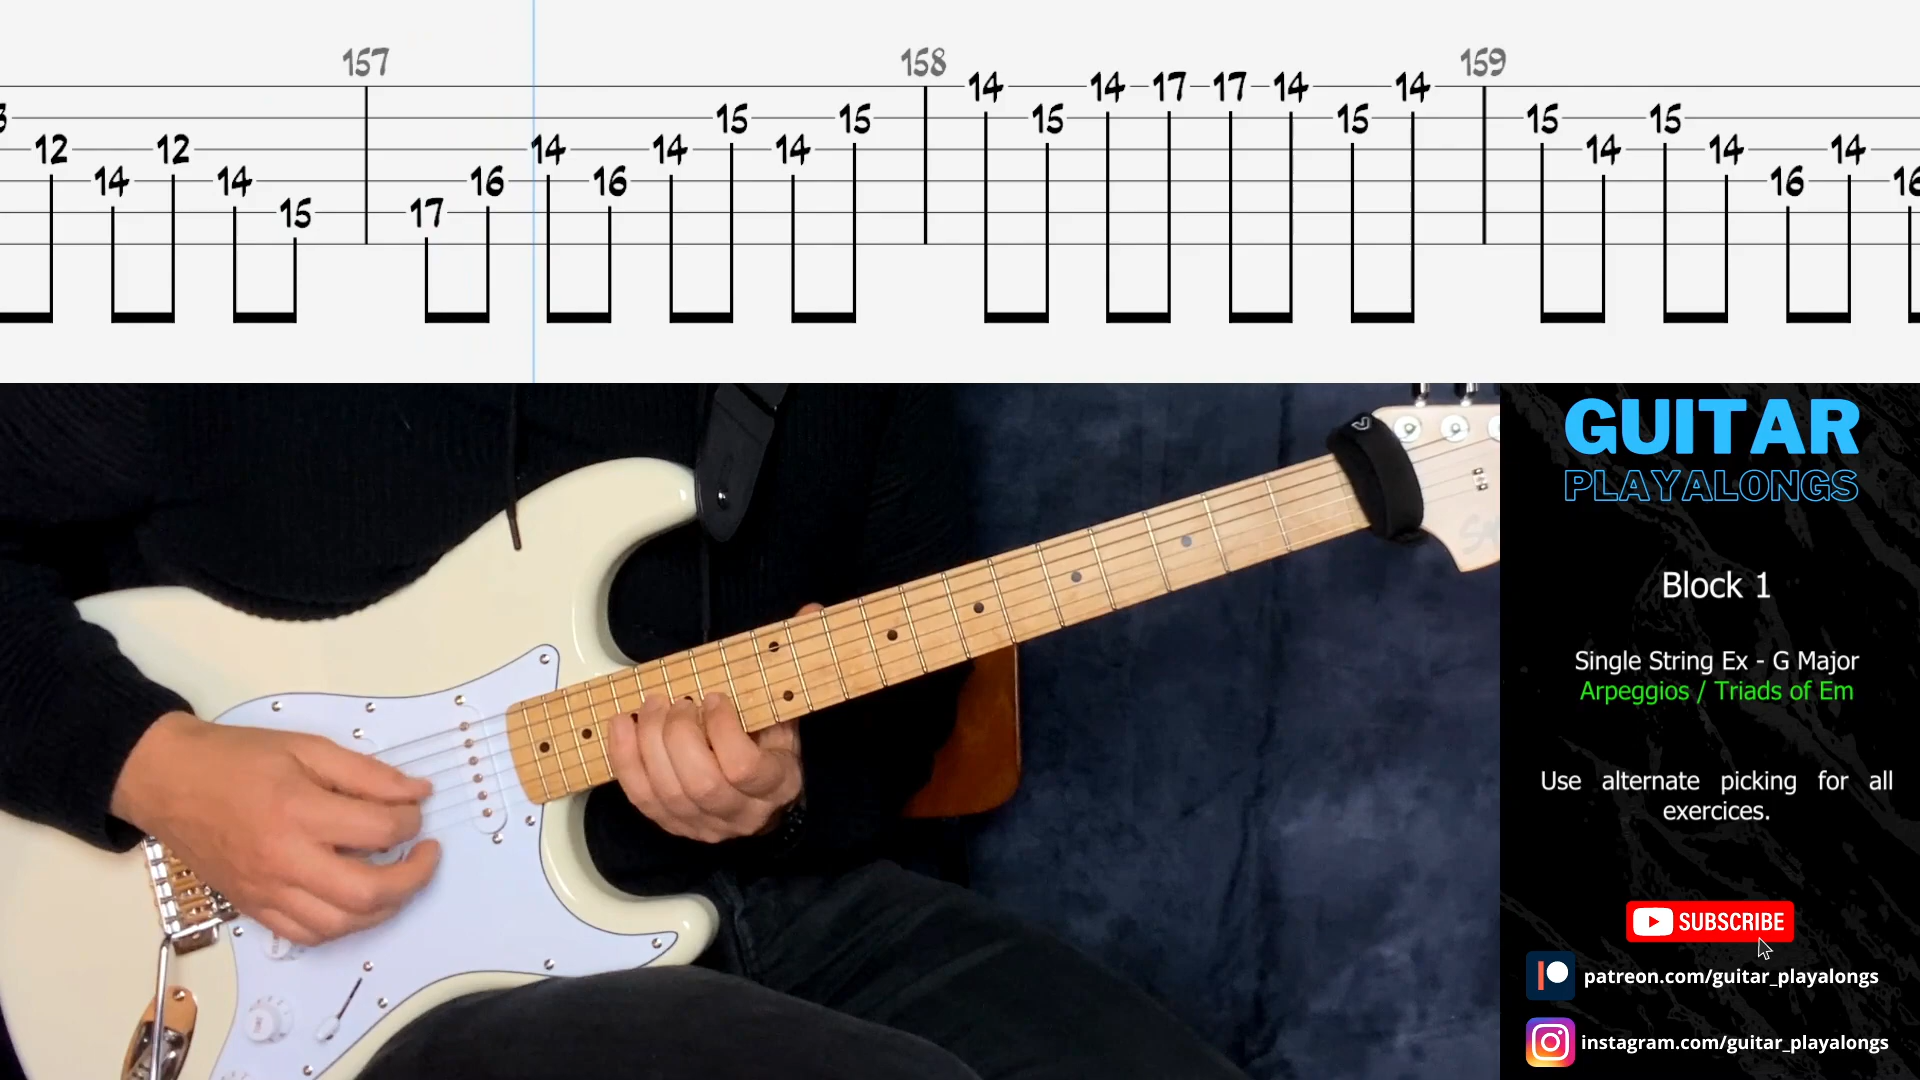 157 158 159
14 14 17 17 14 14
15 15 15 15 15 15
12 12 14 14 14 14 14 14
14 14 16 16 16
15 17
GUITAR
PLAYALONGS
Block 1
Single String Ex - G Major
Arpeggios / Triads of Em
Use alternate picking for all
exercices.
SUBSCRIBE
patreon.com/guitar_playalongs
instagram.com/guitar_playalongs